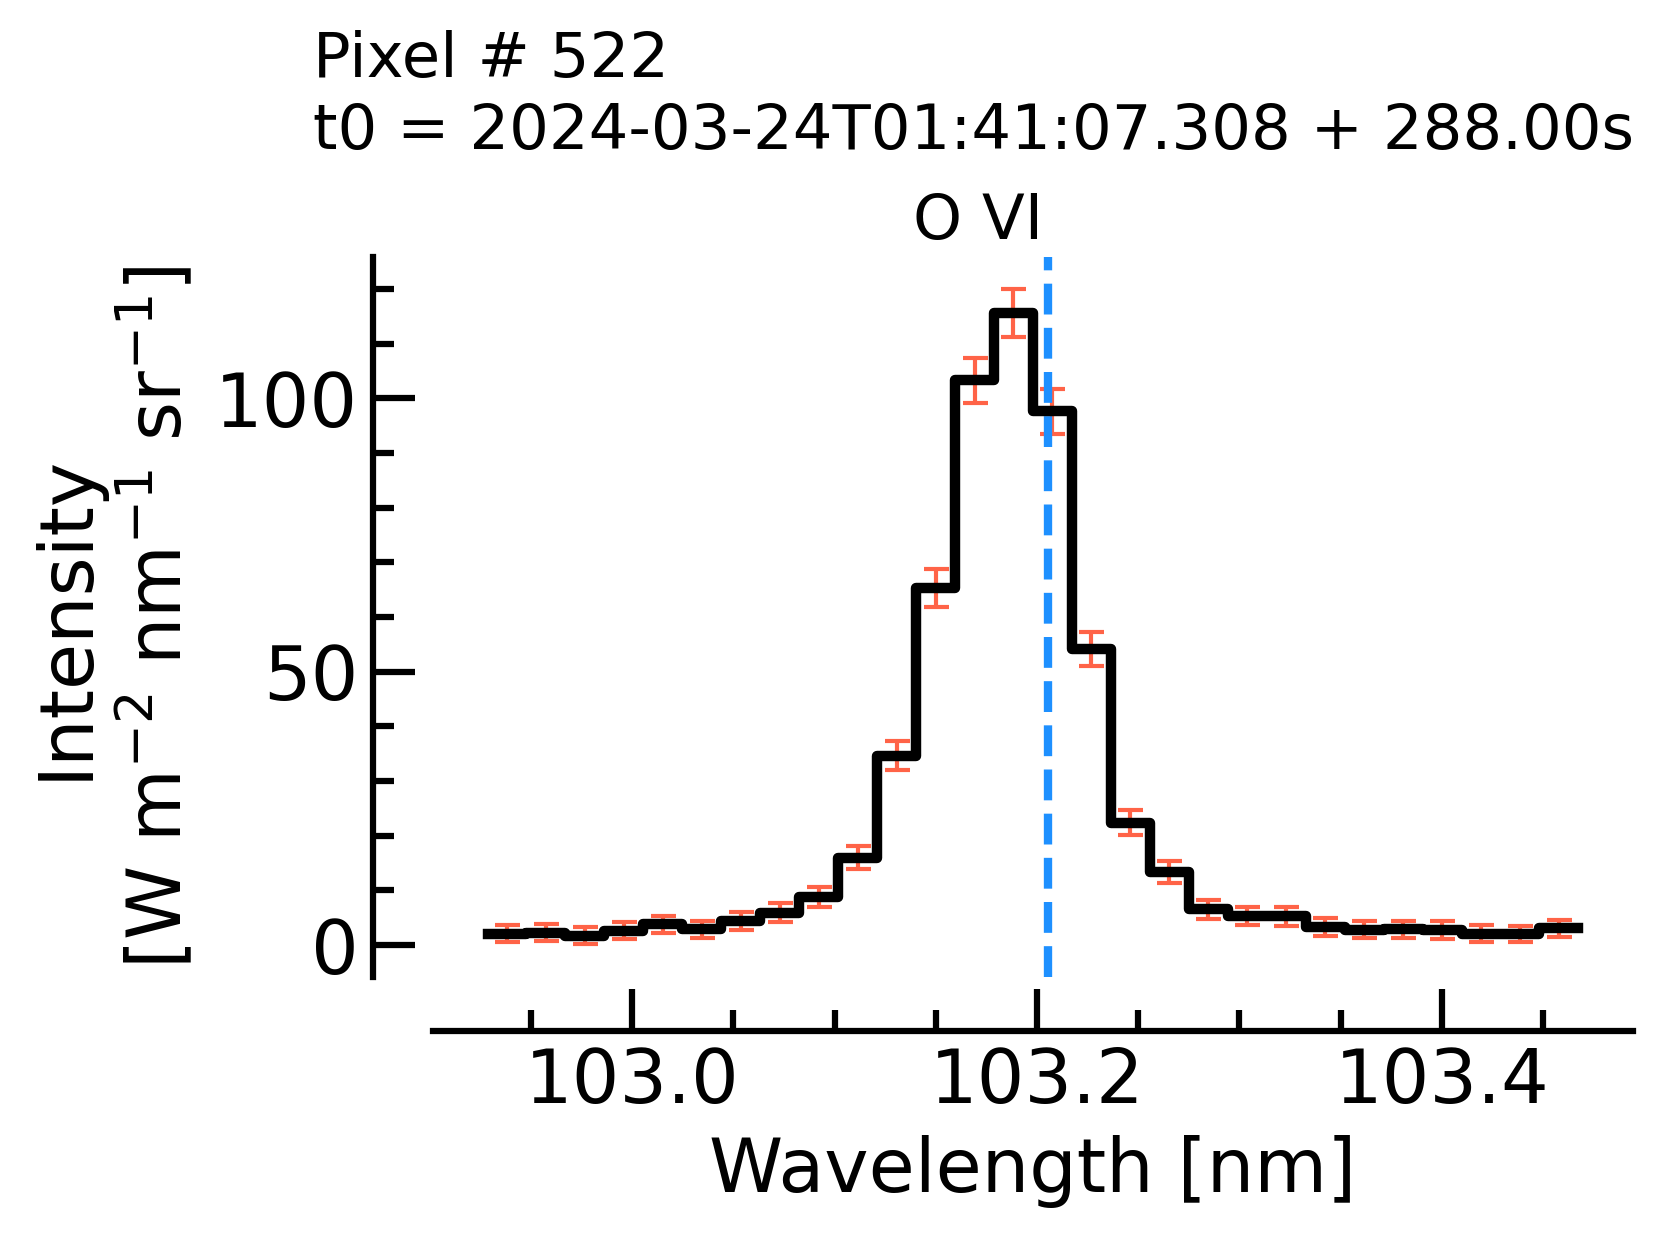 Pixel # 522
t0 = 2024-03-24T01:41:07.308 + 288.00s
O VI
Intensity
[W m⁻² nm⁻¹ sr⁻¹]
100
50
0
103.0 103.2 103.4
Wavelength [nm]